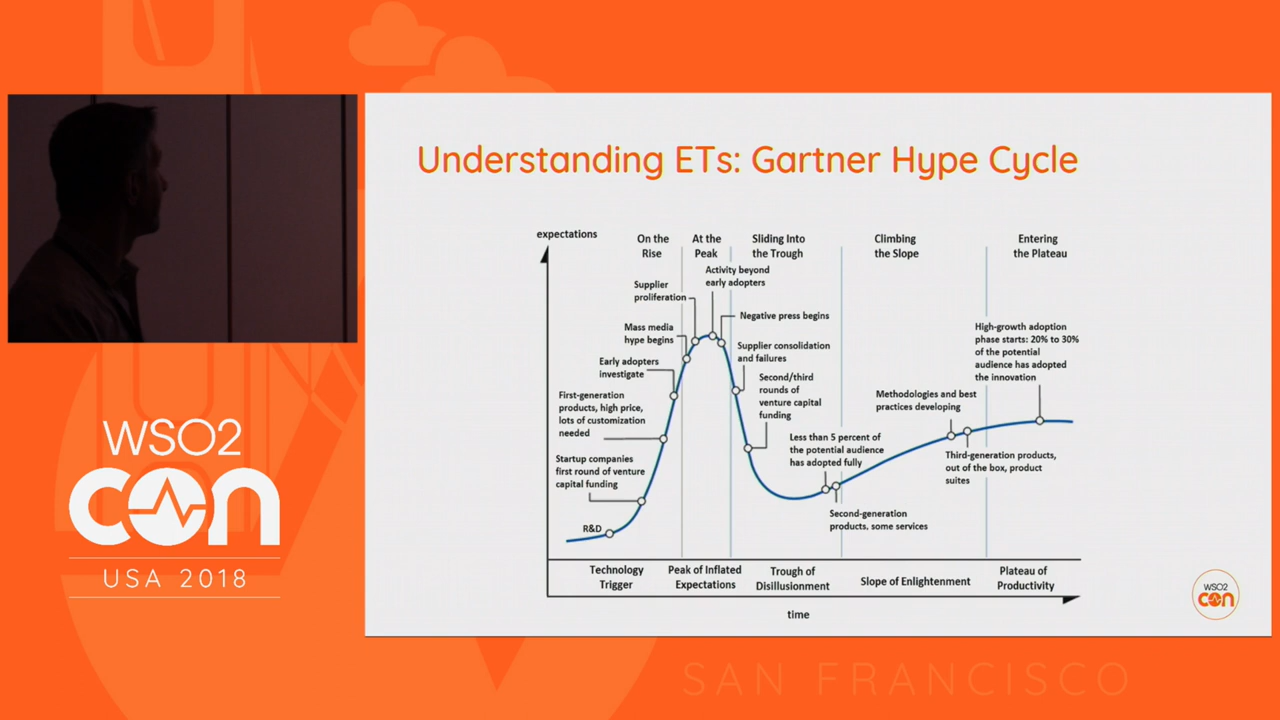 Understanding ETs: Gartner Hype Cycle
expectations
On the
Rise
At the
Peak
Sliding Into
the Trough
Climbing
the Slope
Entering
the Plateau
Activity beyond
early adopters
Supplier
proliferation
Negative press begins
Mass media
hype begins
Supplier consolidation
and failures
Early adopters
investigate
Second/third
rounds of
venture capital
funding
First-generation
products, high price,
lots of customization
needed
High-growth adoption
phase starts: 20% to 30%
of the potential
audience has adopted
the innovation
Methodologies and best
practices developing
Less than 5 percent of
the potential audience
has adopted fully
Startup companies
first round of venture
capital funding
Third-generation products,
out of the box, product
suites
Second-generation
products, some services
R&D
Technology
Trigger
Peak of Inflated
Expectations
Trough of
Disillusionment
Slope of Enlightenment
Plateau of
Productivity
time
WSO2
CON
WSO2
CON
USA 2018
SAN FRANCISCO